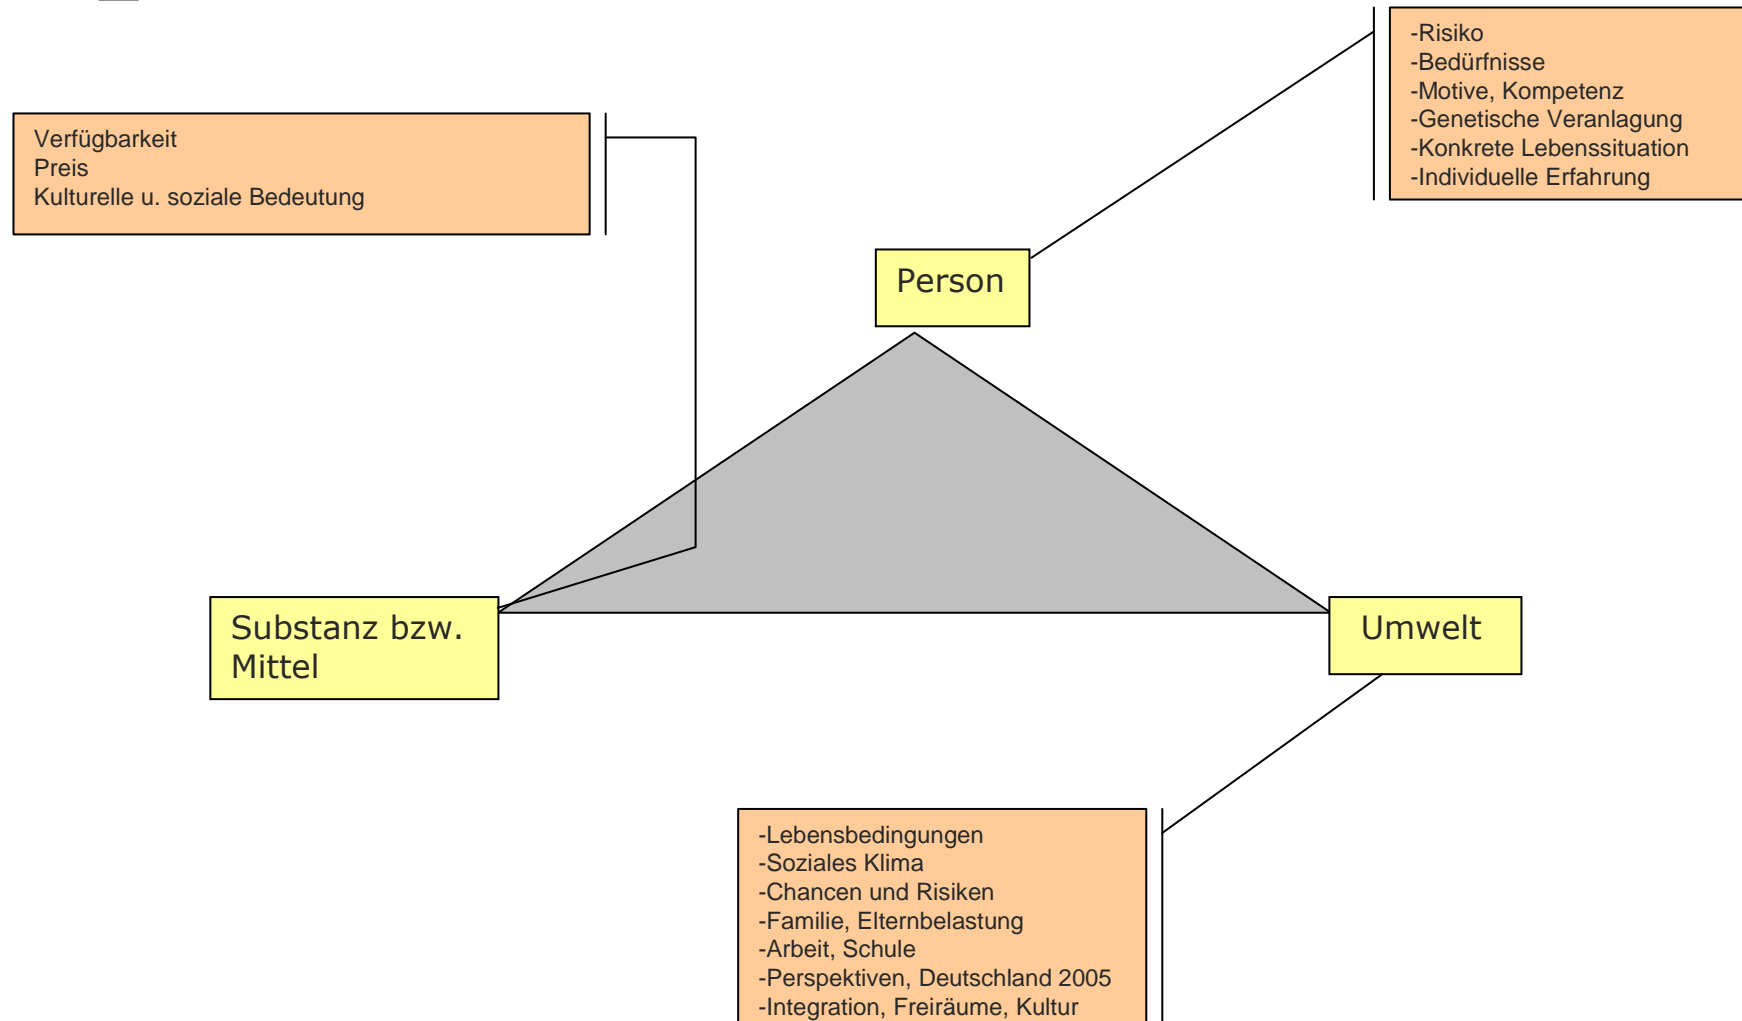 -Risiko
-Bedürfnisse
-Motive, Kompetenz
-Genetische Veranlagung
-Konkrete Lebenssituation
-Individuelle Erfahrung
Verfügbarkeit
Preis
Kulturelle u. soziale Bedeutung
Person
Substanz bzw.
Mittel
Umwelt
-Lebensbedingungen
-Soziales Klima
-Chancen und Risiken
-Familie, Elternbelastung
-Arbeit, Schule
-Perspektiven, Deutschland 2005
-Integration, Freiräume, Kultur